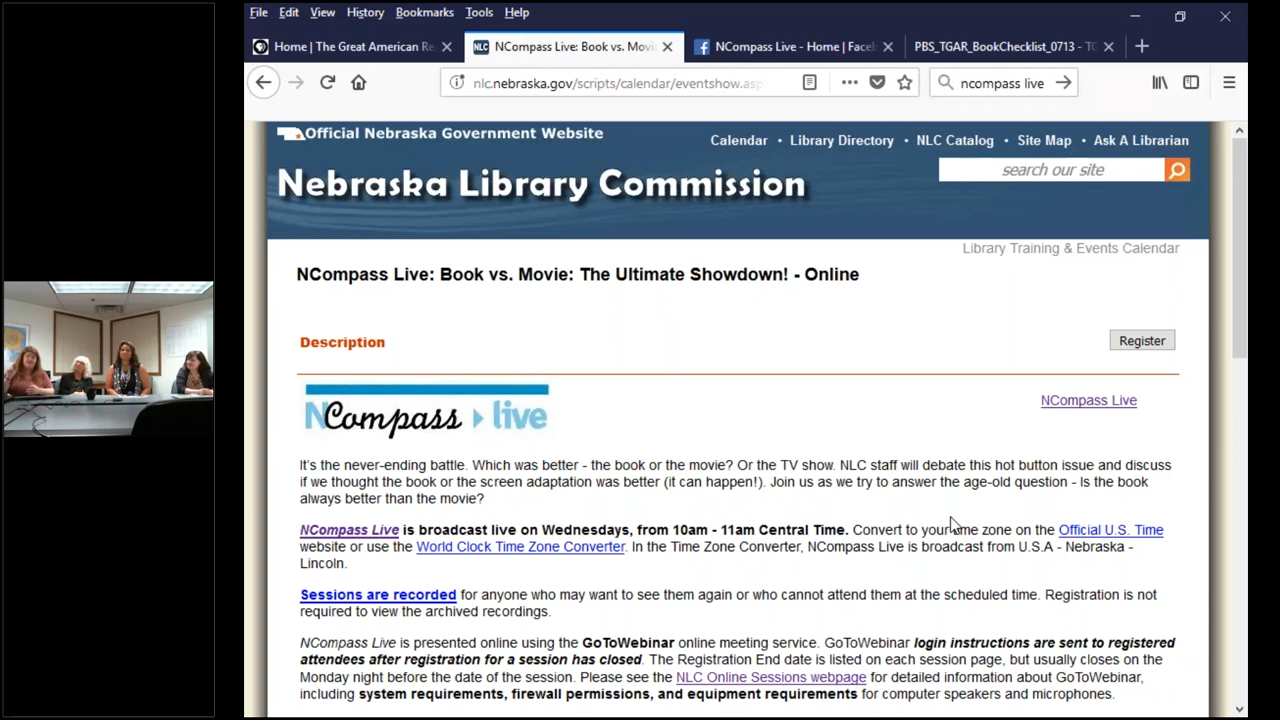 File Edit View History Bookmarks Tools Help
Home | The Great American Re
NLC NCompass Live: Book vs. Movi
NCompass Live - Home | Face
PBS_TGAR_BookChecklist_0713 - TG
nlc.nebraska.gov/scripts/calendar/eventshow.asp
ncompass live
Official Nebraska Government Website
Calendar • Library Directory • NLC Catalog • Site Map • Ask A Librarian
Nebraska Library Commission
search our site
Library Training & Events Calendar
NCompass Live: Book vs. Movie: The Ultimate Showdown! - Online
Description
Register
NCompass live
NCompass Live
It's the never-ending battle. Which was better - the book or the movie? Or the TV show. NLC staff will debate this hot button issue and discuss
if we thought the book or the screen adaptation was better (it can happen!). Join us as we try to answer the age-old question - Is the book
always better than the movie?
NCompass Live is broadcast live on Wednesdays, from 10am - 11am Central Time. Convert to your me zone on the Official U.S. Time
website or use the World Clock Time Zone Converter. In the Time Zone Converter, NCompass Live is broadcast from U.S.A - Nebraska -
Lincoln.
Sessions are recorded for anyone who may want to see them again or who cannot attend them at the scheduled time. Registration is not
required to view the archived recordings.
NCompass Live is presented online using the GoToWebinar online meeting service. GoToWebinar login instructions are sent to registered
attendees after registration for a session has closed. The Registration End date is listed on each session page, but usually closes on the
Monday night before the date of the session. Please see the NLC Online Sessions webpage for detailed information about GoToWebinar,
including system requirements, firewall permissions, and equipment requirements for computer speakers and microphones.